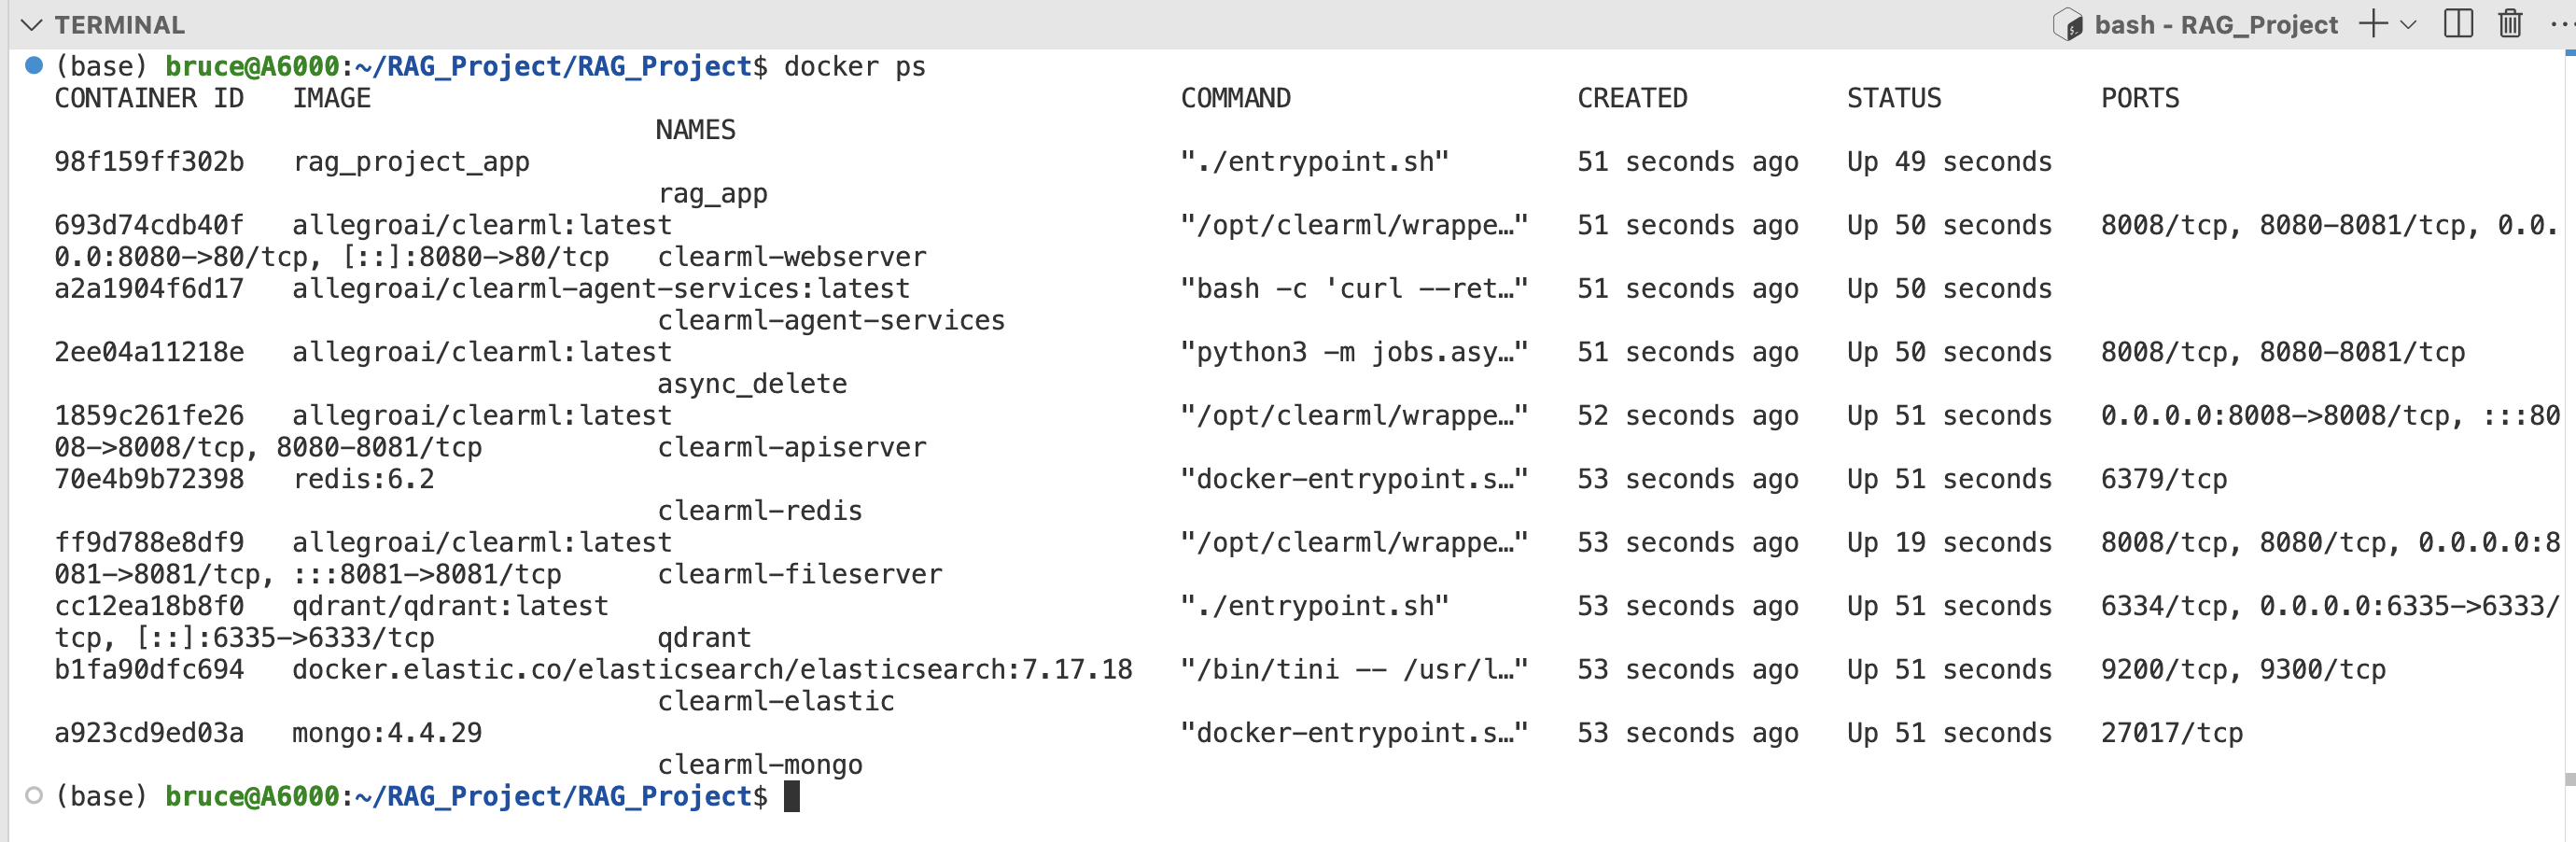 TERMINAL
bash - RAG_Project
(base) bruce@A6000:~/RAG_Project/RAG_Project$ docker ps
CONTAINER ID   IMAGE   COMMAND   CREATED   STATUS   PORTS
NAMES
98f159ff302b   rag_project_app   "./entrypoint.sh"   51 seconds ago   Up 49 seconds
rag_app
693d74cdb40f   allegroai/clearml:latest   "/opt/clearml/wrappe…"   51 seconds ago   Up 50 seconds   8008/tcp, 8080-8081/tcp, 0.0.
0.0:8080->80/tcp, [::]:8080->80/tcp   clearml-webserver
a2a1904f6d17   allegroai/clearml-agent-services:latest   "bash -c 'curl --ret…"   51 seconds ago   Up 50 seconds
clearml-agent-services
2ee04a11218e   allegroai/clearml:latest   "python3 -m jobs.asy…"   51 seconds ago   Up 50 seconds   8008/tcp, 8080-8081/tcp
async_delete
1859c261fe26   allegroai/clearml:latest   "/opt/clearml/wrappe…"   52 seconds ago   Up 51 seconds   0.0.0.0:8008->8008/tcp, :::80
08->8008/tcp, 8080-8081/tcp   clearml-apiserver
70e4b9b72398   redis:6.2   "docker-entrypoint.s…"   53 seconds ago   Up 51 seconds   6379/tcp
clearml-redis
ff9d788e8df9   allegroai/clearml:latest   "/opt/clearml/wrappe…"   53 seconds ago   Up 19 seconds   8008/tcp, 8080/tcp, 0.0.0.0:8
081->8081/tcp, :::8081->8081/tcp   clearml-fileserver
cc12ea18b8f0   qdrant/qdrant:latest   "./entrypoint.sh"   53 seconds ago   Up 51 seconds   6334/tcp, 0.0.0.0:6335->6333/
tcp, [::]:6335->6333/tcp   qdrant
b1fa90dfc694   docker.elastic.co/elasticsearch/elasticsearch:7.17.18   "/bin/tini -- /usr/l…"   53 seconds ago   Up 51 seconds   9200/tcp, 9300/tcp
clearml-elastic
a923cd9ed03a   mongo:4.4.29   "docker-entrypoint.s…"   53 seconds ago   Up 51 seconds   27017/tcp
clearml-mongo
(base) bruce@A6000:~/RAG_Project/RAG_Project$